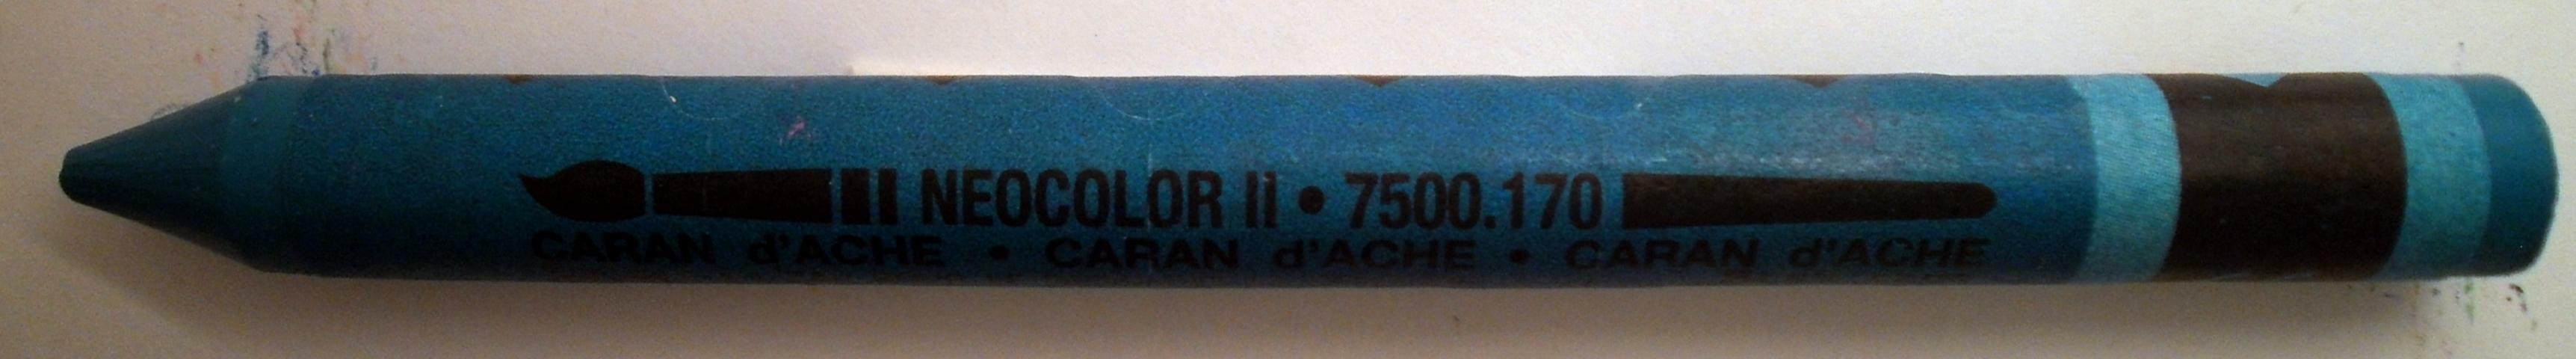 NEOCOLOR II • 7500.170
CARAN d'ACHE • CARAN d'ACHE • CARAN d'ACHE